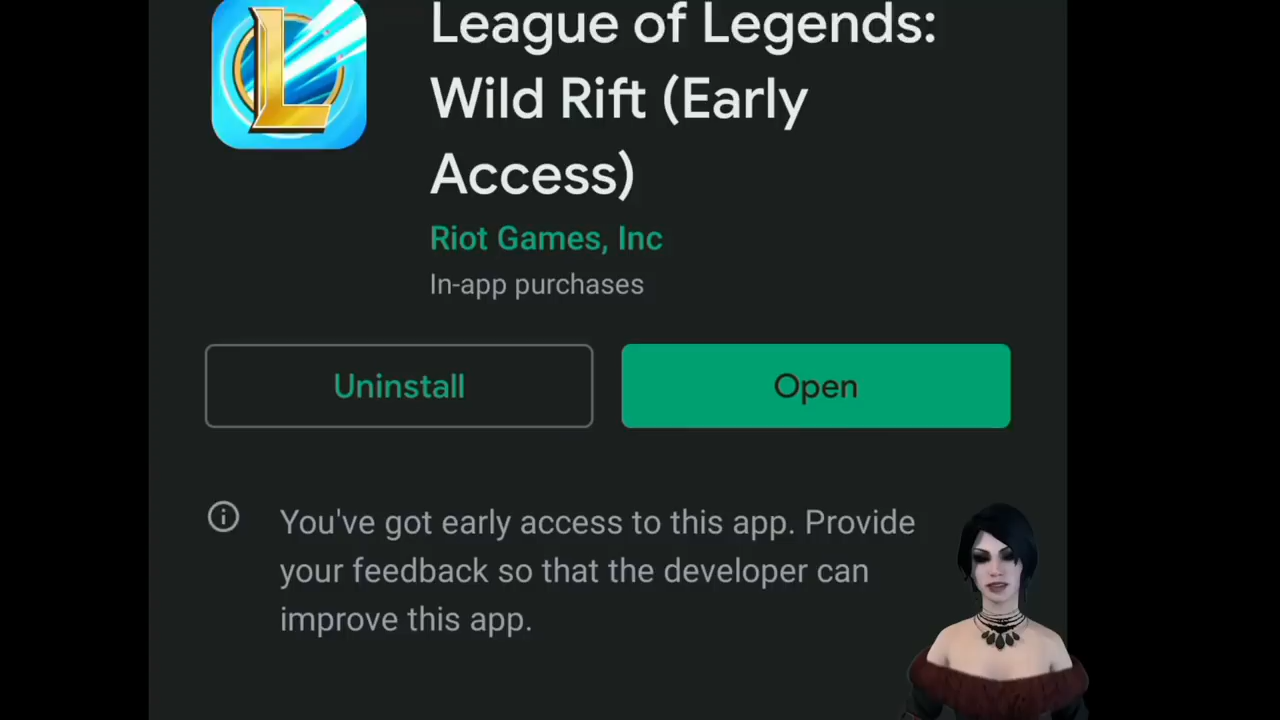 League of Legends:
Wild Rift (Early
Access)
Riot Games, Inc
In-app purchases
Uninstall
Open
You've got early access to this app. Provide
your feedback so that the developer can
improve this app.